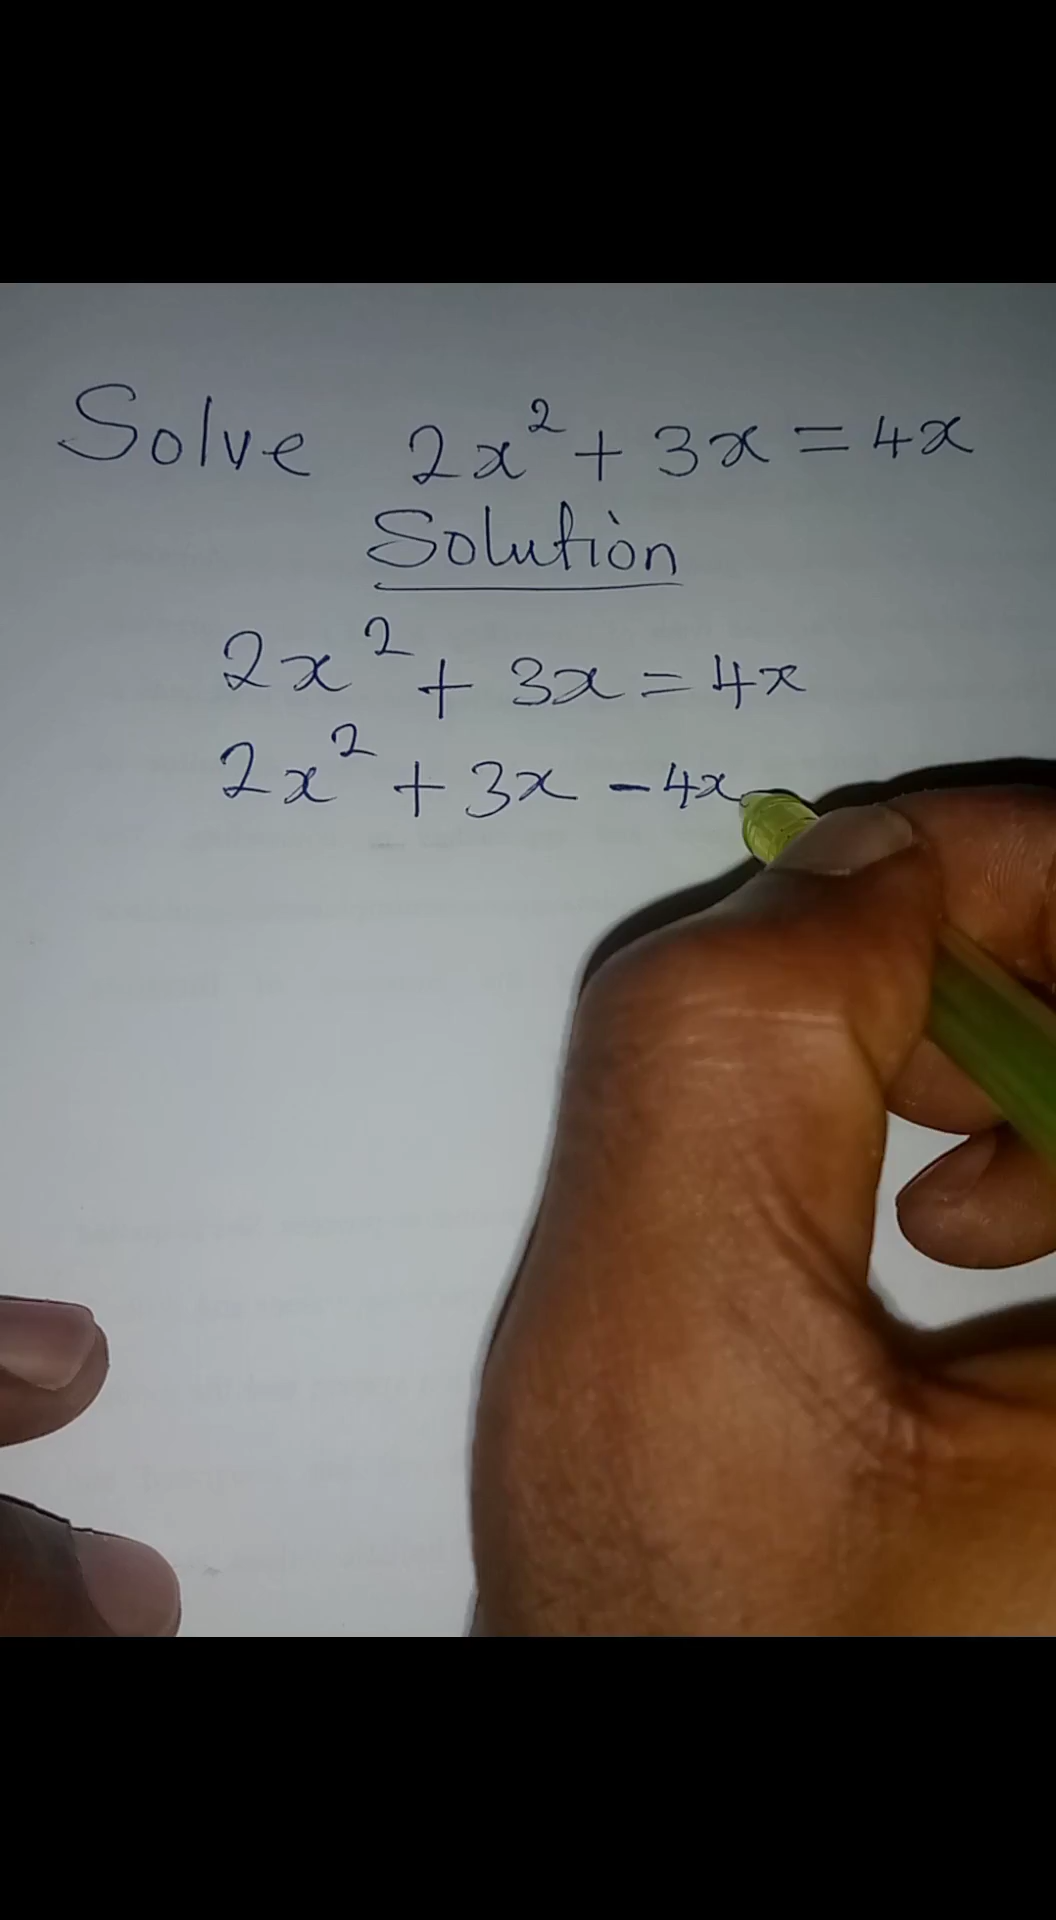 Solve 2x² + 3x = 4x
Solution
2x² + 3x = 4x
2x² + 3x - 4x